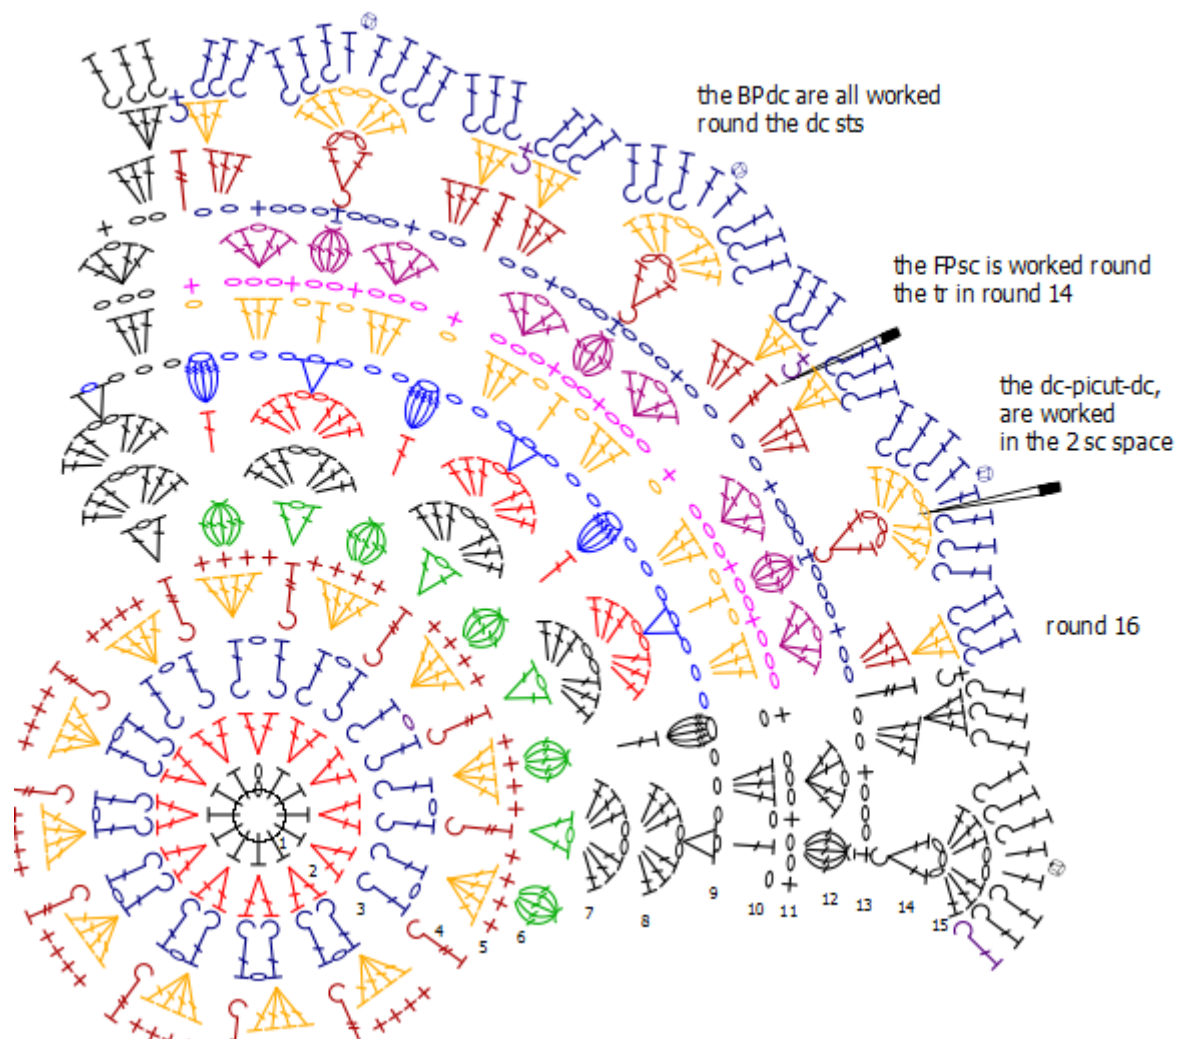 the BPdc are all worked
round the dc sts
the FPsc is worked round
the tr in round 14
the dc-picut-dc,
are worked
in the 2 sc space
round 16
1
2
3
4
5
6
7
8
9
10
11
12
13
14
15